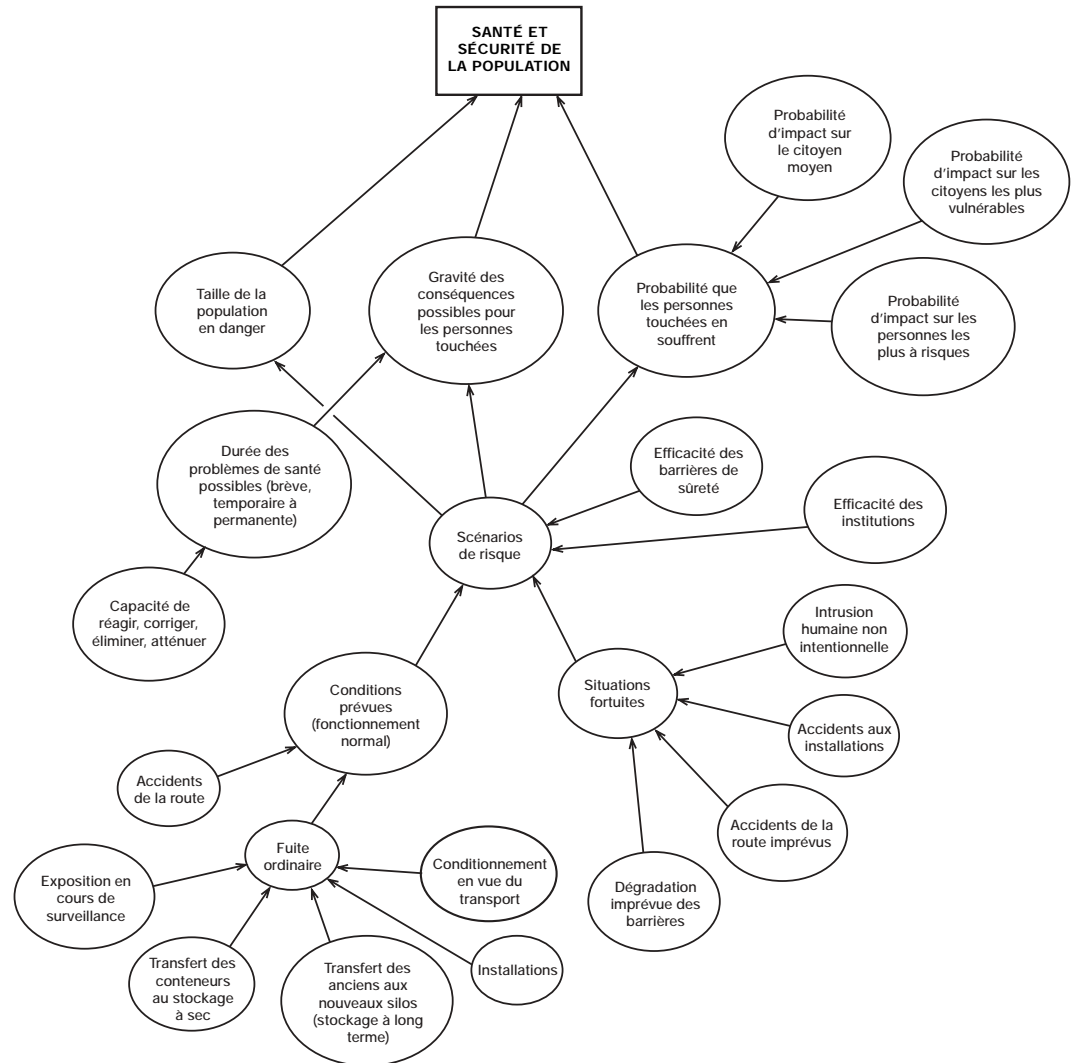 SANTÉ ET
SÉCURITÉ DE
LA POPULATION
Probabilité
d'impact sur
le citoyen
moyen
Probabilité
d'impact sur les
citoyens les plus
vulnérables
Taille de la
population
en danger
Gravité des
conséquences
possibles pour
les personnes
touchées
Probabilité que
les personnes
touchées en
souffrent
Probabilité
d'impact sur les
personnes les
plus à risques
Durée des
problèmes de santé
possibles (brève,
temporaire à
permanente)
Efficacité des
barrières de
sûreté
Efficacité des
institutions
Scénarios
de risque
Capacité de
réagir, corriger,
éliminer, atténuer
Intrusion
humaine non
intentionnelle
Conditions
prévues
(fonctionnement
normal)
Situations
fortuites
Accidents aux
installations
Accidents
de la route
Accidents de la
route imprévus
Fuite
ordinaire
Conditionnement
en vue du
transport
Exposition en
cours de
surveillance
Dégradation
imprévue des
barrières
Transfert des
conteneurs
au stockage
à sec
Transfert des
anciens aux
nouveaux silos
(stockage à long
terme)
Installations